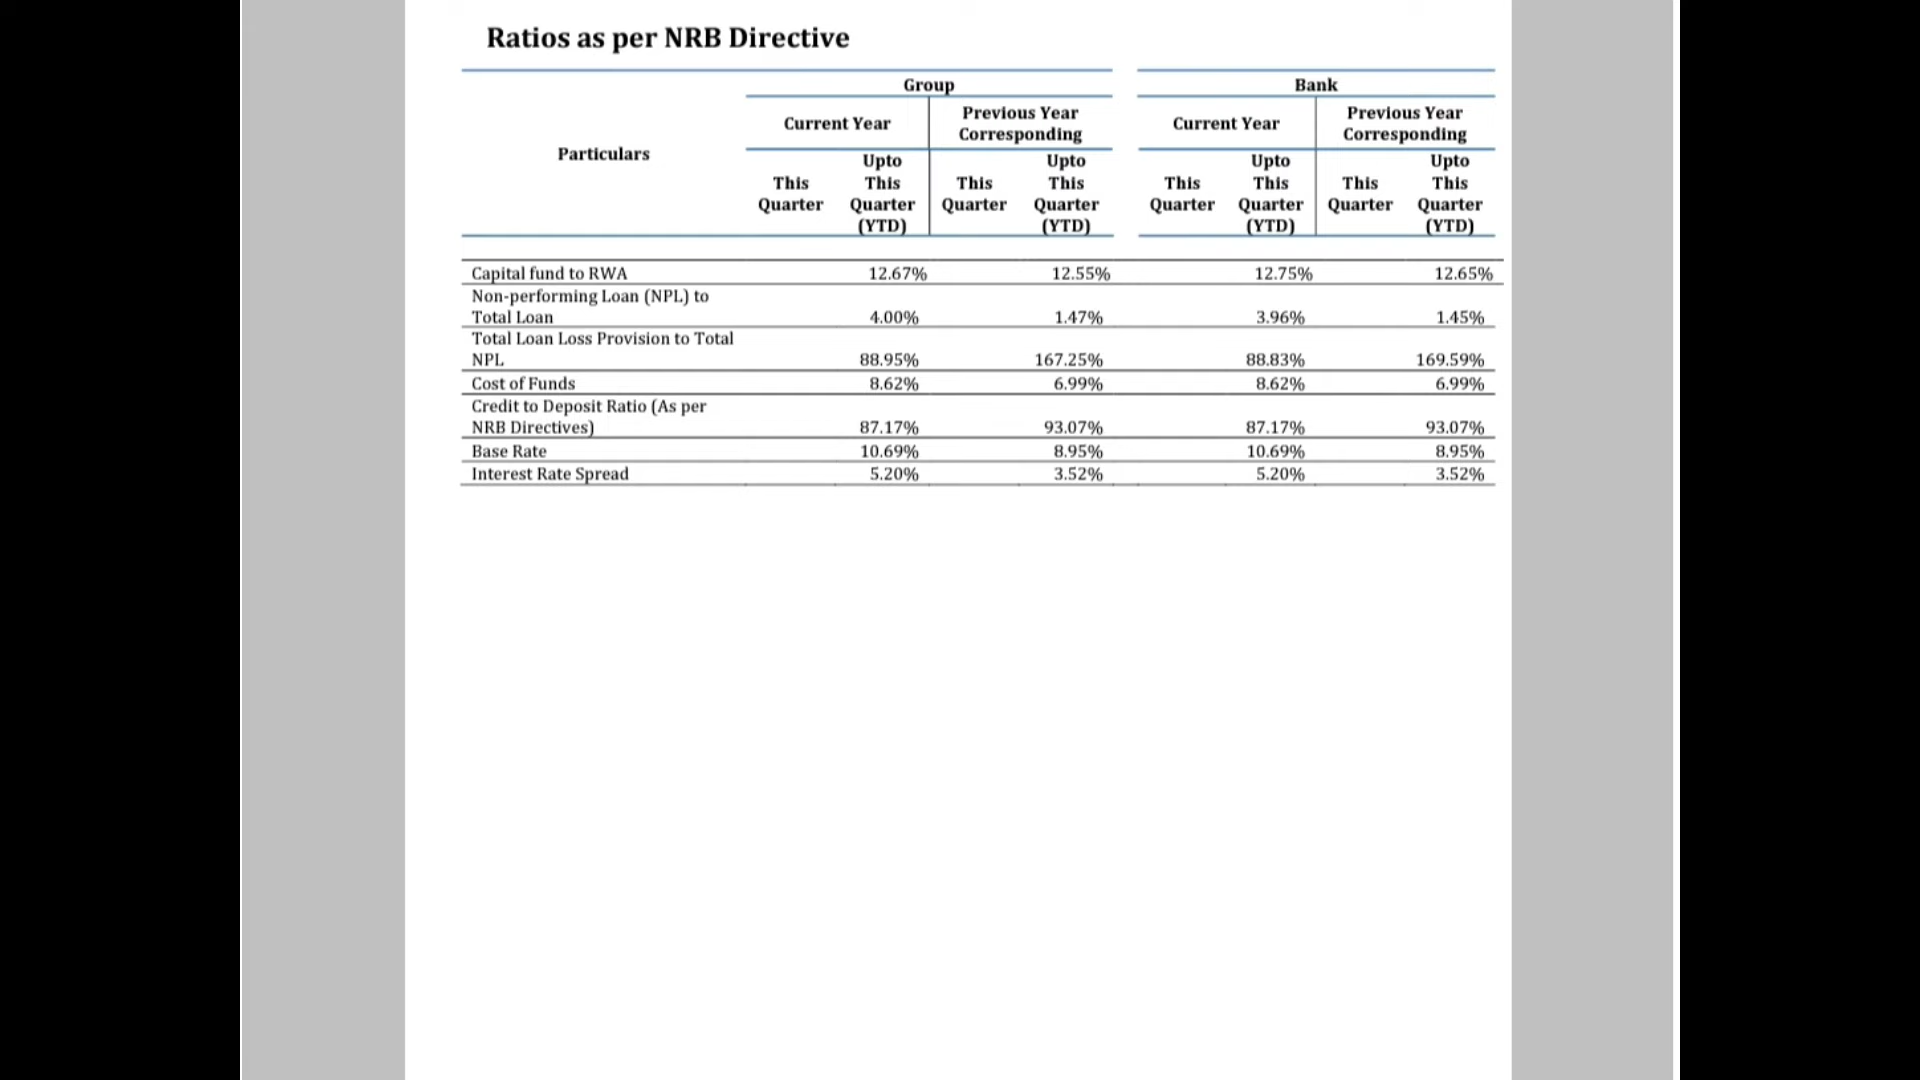 Ratios as per NRB Directive
Group Bank
Particulars Current Year Previous Year Corresponding Current Year Previous Year Corresponding
This Quarter Upto This Quarter (YTD) This Quarter Upto This Quarter (YTD) This Quarter Upto This Quarter (YTD) This Quarter Upto This Quarter (YTD)
Capital fund to RWA 12.67% 12.55% 12.75% 12.65%
Non-performing Loan (NPL) to
Total Loan 4.00% 1.47% 3.96% 1.45%
Total Loan Loss Provision to Total
NPL 88.95% 167.25% 88.83% 169.59%
Cost of Funds 8.62% 6.99% 8.62% 6.99%
Credit to Deposit Ratio (As per
NRB Directives) 87.17% 93.07% 87.17% 93.07%
Base Rate 10.69% 8.95% 10.69% 8.95%
Interest Rate Spread 5.20% 3.52% 5.20% 3.52%